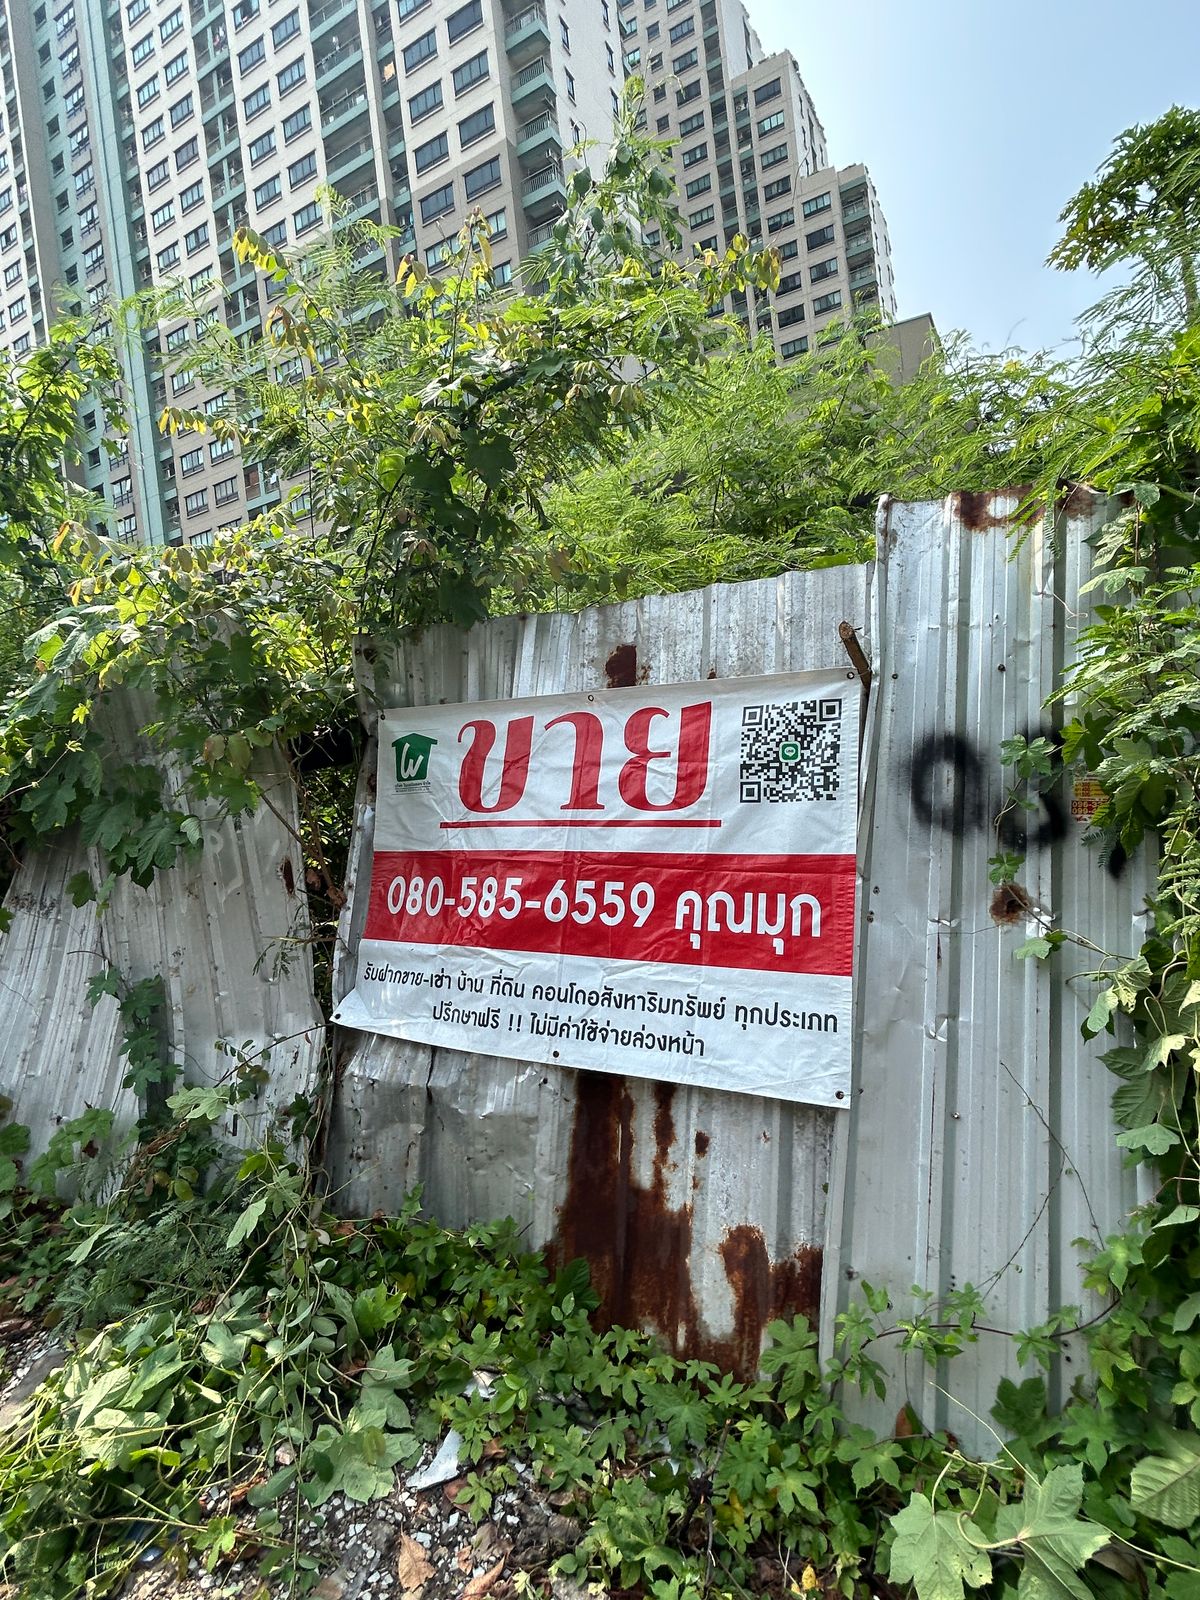 ขาย
080-585-6559 คุณมุก
รับฝากขาย-เช่า บ้าน ที่ดิน คอนโดอสังหาริมทรัพย์ ทุกประเภท
ปรึกษาฟรี !! ไม่มีค่าใช้จ่ายล่วงหน้า